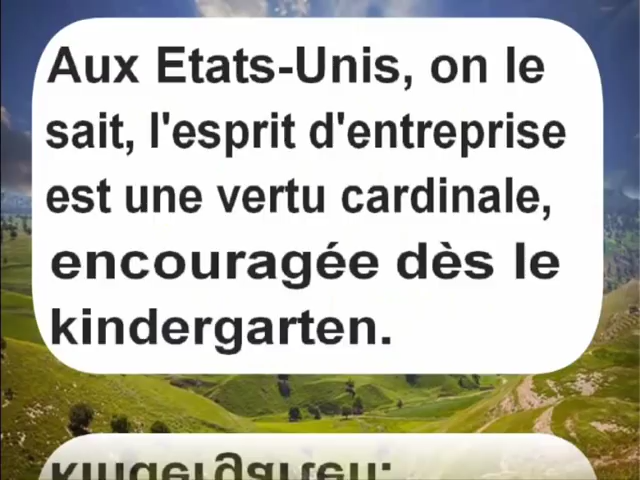 Aux Etats-Unis, on le
sait, l'esprit d'entreprise
est une vertu cardinale,
encouragée dès le
kindergarten.